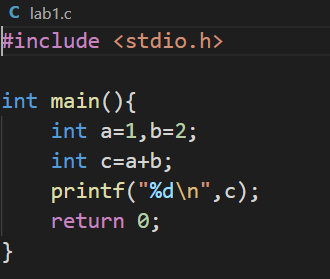 C lab1.c
#include <stdio.h>
int main(){
    int a=1,b=2;
    int c=a+b;
    printf("%d\n",c);
    return 0;
}